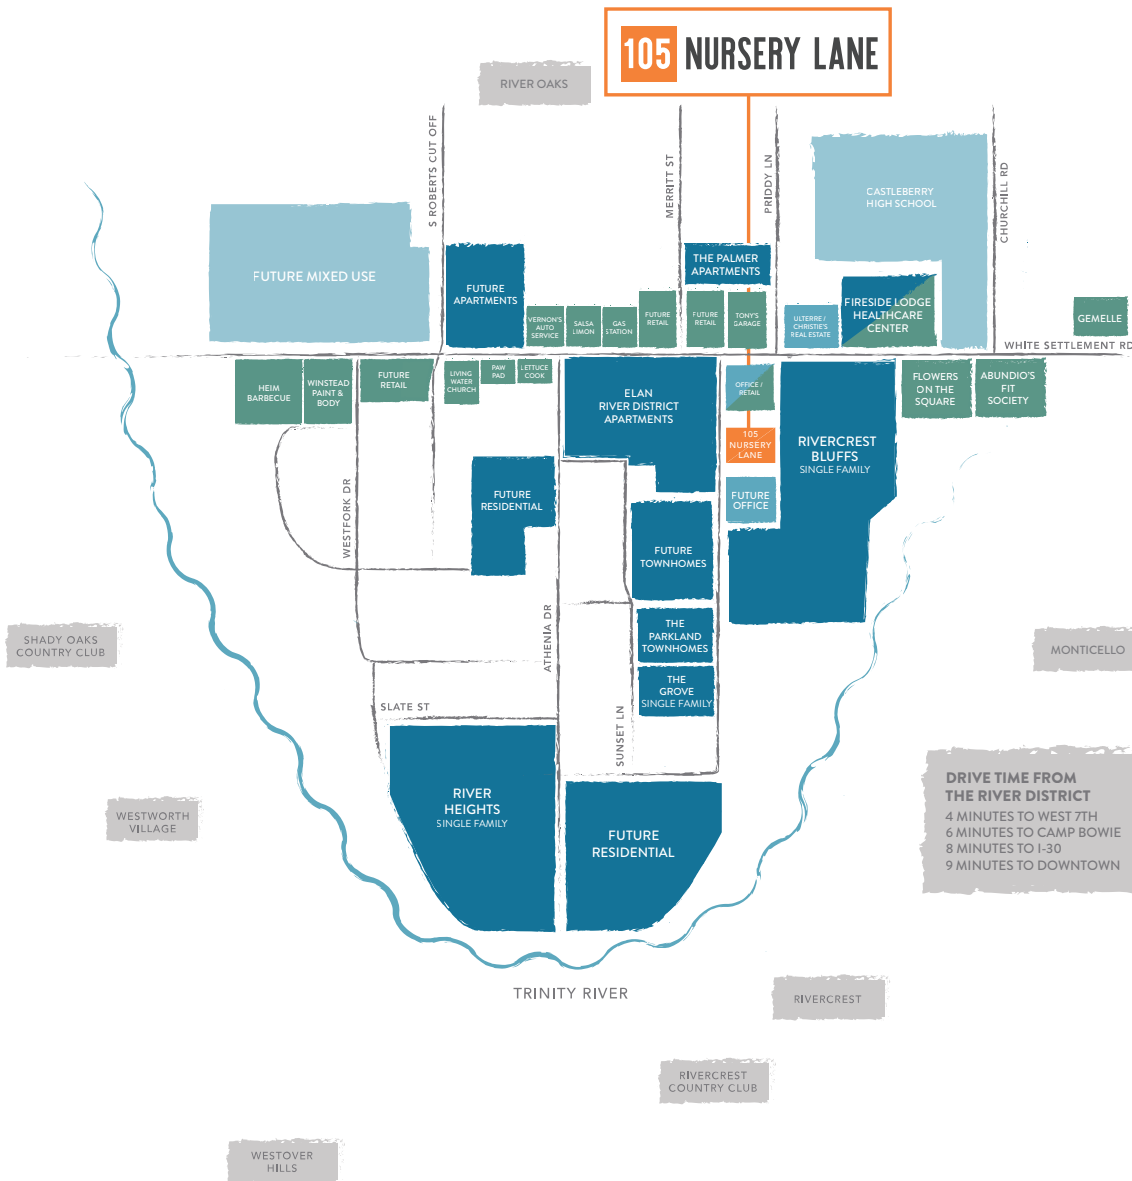 105 NURSERY LANE
RIVER OAKS
S ROBERTS CUT OFF
MERRITT ST
PRIDDY LN
CHURCHILL RD
CASTLEBERRY
HIGH SCHOOL
FUTURE MIXED USE
FUTURE
APARTMENTS
THE PALMER
APARTMENTS
VERNON'S
AUTO
SERVICE
SALSA
LIMON
GAS
STATION
FUTURE
RETAIL
FUTURE
RETAIL
TONY'S
GARAGE
ULTERRE /
CHRISTIE'S
REAL ESTATE
FIRESIDE LODGE
HEALTHCARE
CENTER
GEMELLE
WHITE SETTLEMENT RD
HEIM
BARBECUE
WINSTEAD
PAINT &
BODY
FUTURE
RETAIL
LIVING
WATER
CHURCH
PAW
PAD
LETTUCE
COOK
ELAN
RIVER DISTRICT
APARTMENTS
OFFICE /
RETAIL
105
NURSERY
LANE
FUTURE
OFFICE
RIVERCREST
BLUFFS
SINGLE FAMILY
FLOWERS
ON THE
SQUARE
ABUNDIO'S
FIT
SOCIETY
WESTFORK DR
FUTURE
RESIDENTIAL
FUTURE
TOWNHOMES
ATHENIA DR
THE
PARKLAND
TOWNHOMES
THE
GROVE
SINGLE FAMILY
SUNSET LN
SLATE ST
SHADY OAKS
COUNTRY CLUB
MONTICELLO
RIVER
HEIGHTS
SINGLE FAMILY
FUTURE
RESIDENTIAL
WESTWORTH
VILLAGE
DRIVE TIME FROM
THE RIVER DISTRICT
4 MINUTES TO WEST 7TH
6 MINUTES TO CAMP BOWIE
8 MINUTES TO I-30
9 MINUTES TO DOWNTOWN
TRINITY RIVER
RIVERCREST
RIVERCREST
COUNTRY CLUB
WESTOVER
HILLS